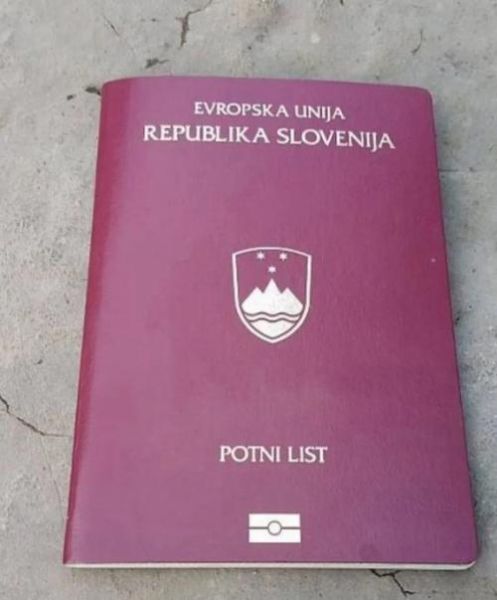 EVROPSKA UNIJA
REPUBLIKA SLOVENIJA
POTNI LIST